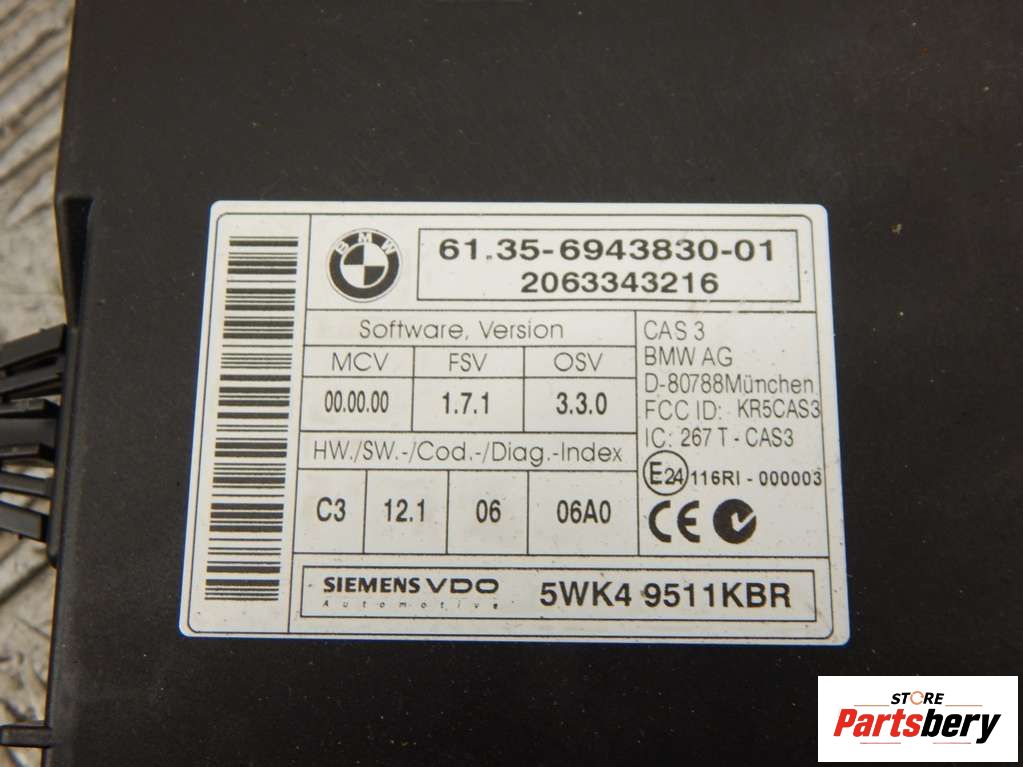 BMW
61.35-6943830-01
2063343216
Software, Version
MCV FSV OSV
00.00.00 1.7.1 3.3.0
HW./SW.-/Cod.-/Diag.-Index
C3 12.1 06 06A0
CAS 3
BMW AG
D-80788München
FCC ID: KR5CAS3
IC: 267 T - CAS3
E24 116RI - 000003
CE
SIEMENS VDO
Automotive
5WK4 9511KBR
STORE
Partsbery